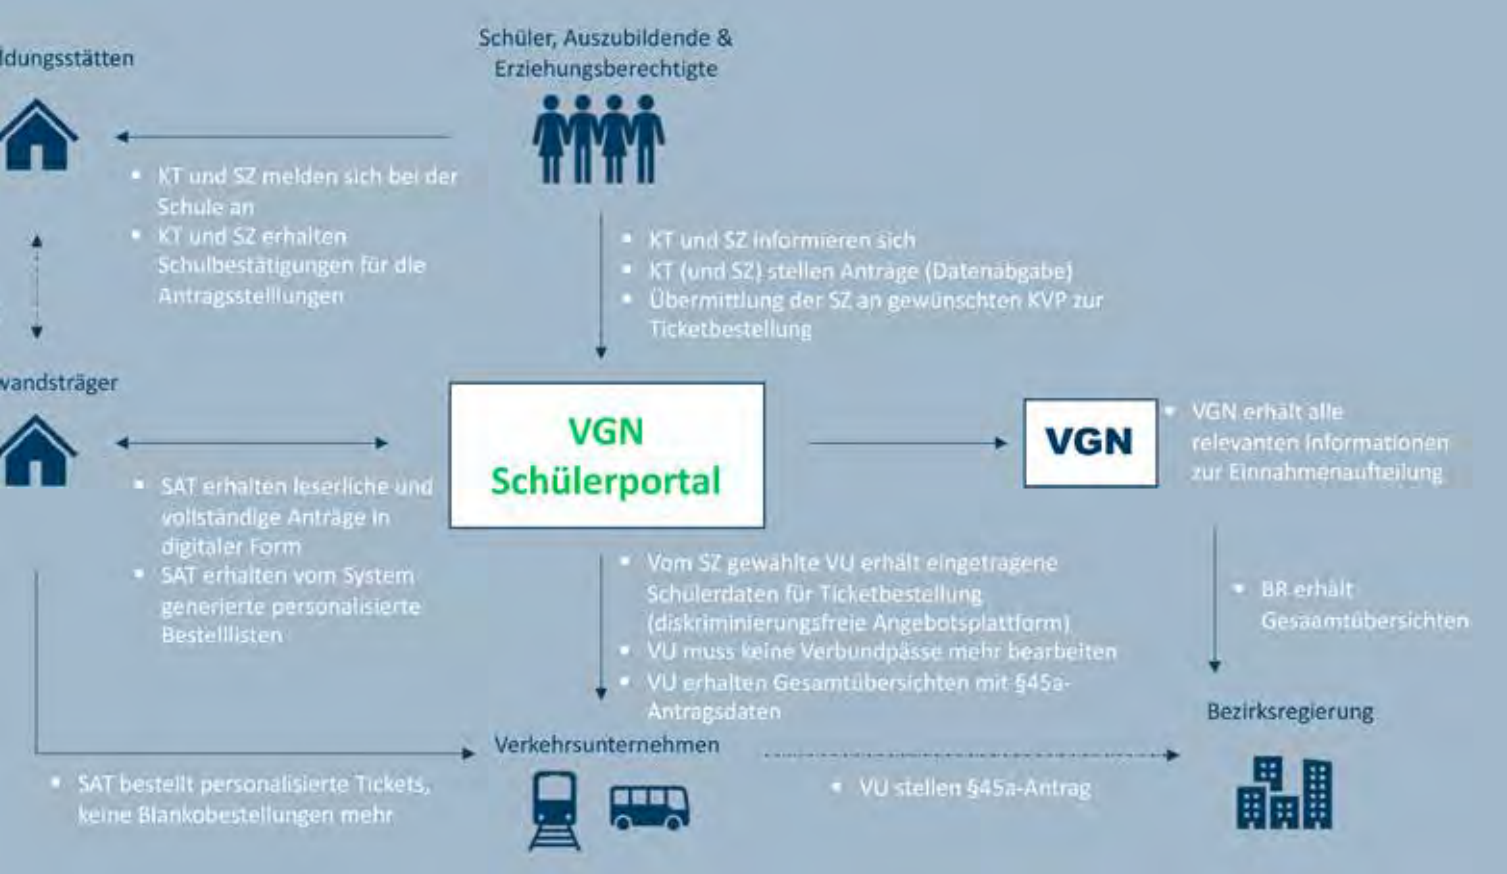 Schüler, Auszubildende &
Erziehungsberechtigte
ldungsstätten
• KT und SZ melden sich bei der
Schule an
• KT und SZ erhalten
Schulbestätigungen für die
Antragsstelllungen
• KT und SZ informieren sich
• KT (und SZ) stellen Anträge (Datenabgabe)
• Übermittlung der SZ an gewünschten KVP zur
Ticketbestellung
wandsträger
• SAT erhalten leserliche und
vollständige Anträge in
digitaler Form
• SAT erhalten vom System
generierte personalisierte
Bestelllisten
VGN
Schülerportal
VGN
• VGN erhält alle
relevanten Informationen
zur Einnahmenaufteilung
• Vom SZ gewählte VU erhält eingetragene
Schülerdaten für Ticketbestellung
(diskriminierungsfreie Angebotsplattform)
• VU muss keine Verbundpässe mehr bearbeiten
• VU erhalten Gesamtübersichten mit §45a-
Antragsdaten
• BR erhält
Gesaamtübersichten
Bezirksregierung
Verkehrsunternehmen
• SAT bestellt personalisierte Tickets,
keine Blankobestellungen mehr
• VU stellen §45a-Antrag